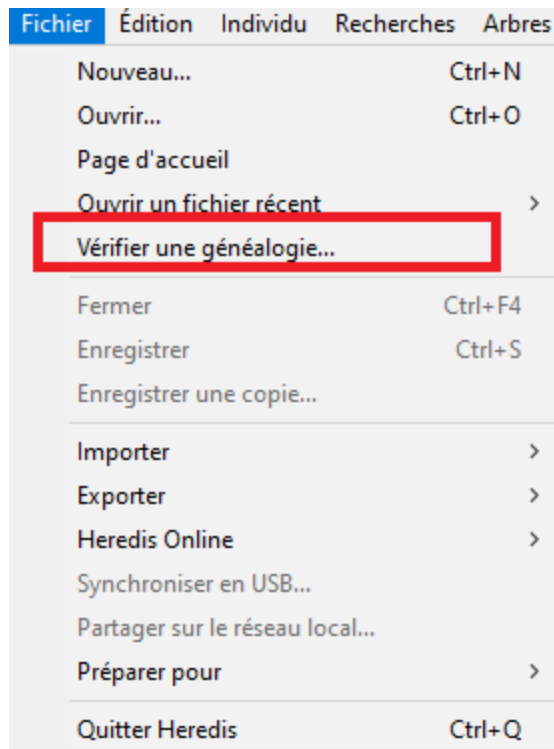 Fichier Édition Individu Recherches Arbres
Nouveau... Ctrl+N
Ouvrir... Ctrl+O
Page d'accueil
Ouvrir un fichier récent >
Vérifier une généalogie...
Fermer Ctrl+F4
Enregistrer Ctrl+S
Enregistrer une copie...
Importer >
Exporter >
Heredis Online >
Synchroniser en USB...
Partager sur le réseau local...
Préparer pour >
Quitter Heredis Ctrl+Q